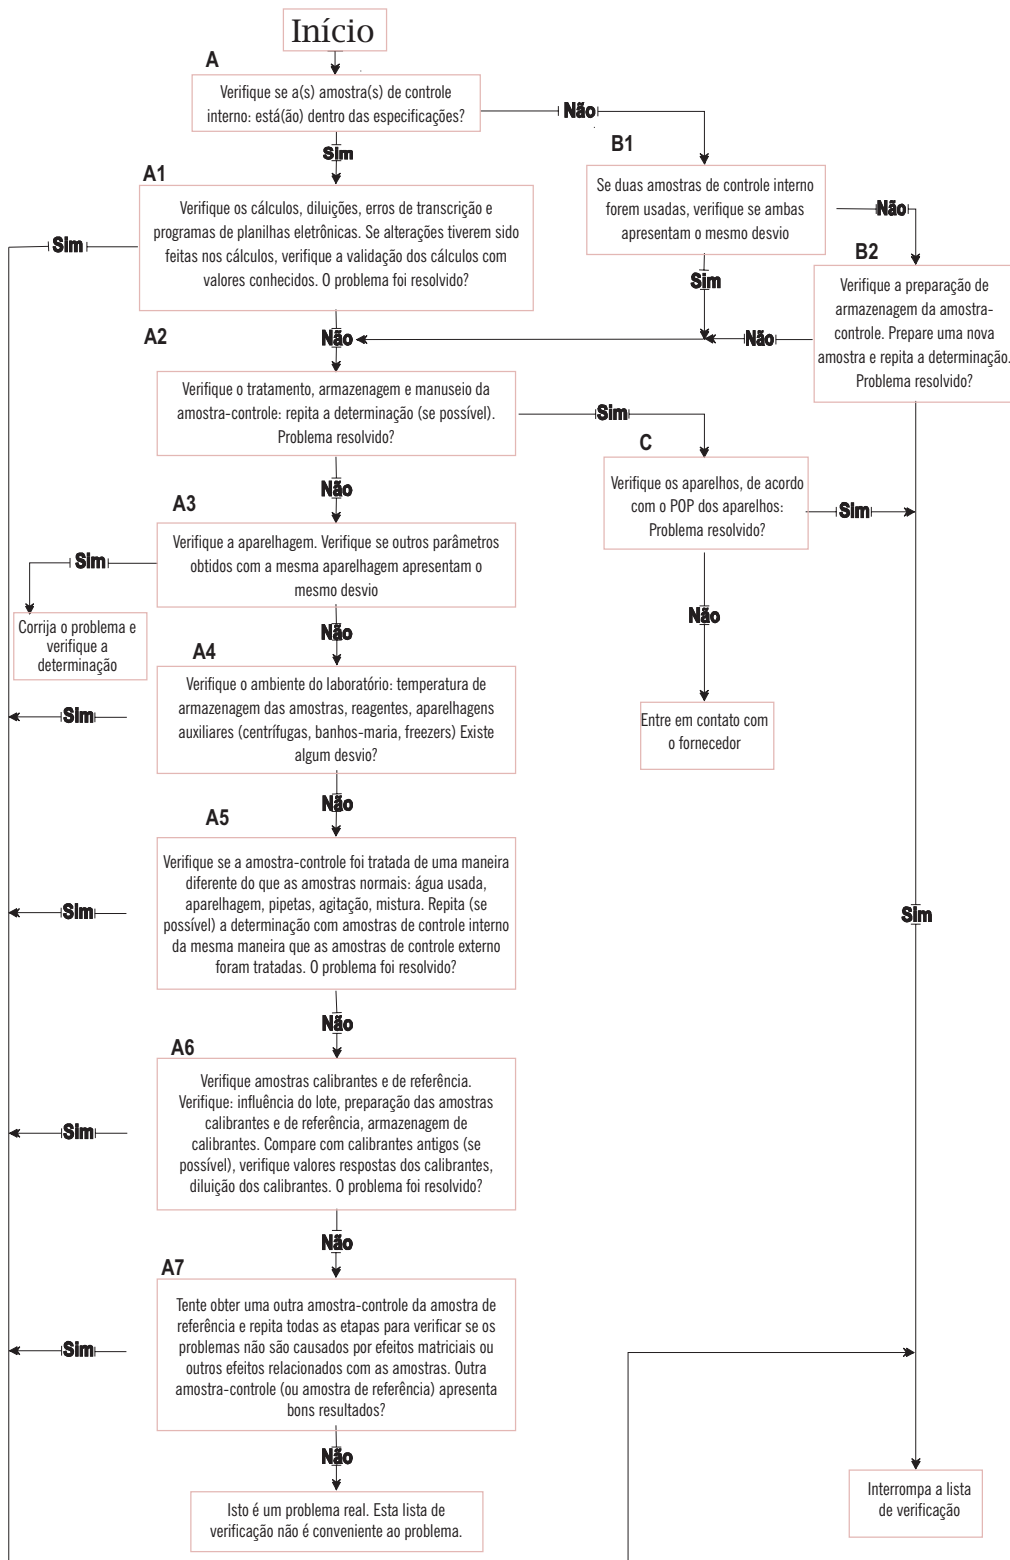 Início
A
Verifique se a(s) amostra(s) de controle
interno: está(ão) dentro das especificações?
Não
Sim
B1
Se duas amostras de controle interno
forem usadas, verifique se ambas
apresentam o mesmo desvio
Não
Sim
B2
Verifique a preparação de
armazenagem da amostra-
controle. Prepare uma nova
amostra e repita a determinação.
Problema resolvido?
Não
Sim
A1
Verifique os cálculos, diluições, erros de transcrição e
programas de planilhas eletrônicas. Se alterações tiverem sido
feitas nos cálculos, verifique a validação dos cálculos com
valores conhecidos. O problema foi resolvido?
Sim
Não
A2
Verifique o tratamento, armazenagem e manuseio da
amostra-controle: repita a determinação (se possível).
Problema resolvido?
Sim
Não
C
Verifique os aparelhos, de acordo
com o POP dos aparelhos:
Problema resolvido?
Sim
Não
Entre em contato com
o fornecedor
A3
Verifique a aparelhagem. Verifique se outros parâmetros
obtidos com a mesma aparelhagem apresentam o
mesmo desvio
Sim
Corrija o problema e
verifique a
determinação
Não
A4
Verifique o ambiente do laboratório: temperatura de
armazenagem das amostras, reagentes, aparelhagens
auxiliares (centrífugas, banhos-maria, freezers) Existe
algum desvio?
Sim
Não
A5
Verifique se a amostra-controle foi tratada de uma maneira
diferente do que as amostras normais: água usada,
aparelhagem, pipetas, agitação, mistura. Repita (se
possível) a determinação com amostras de controle interno
da mesma maneira que as amostras de controle externo
foram tratadas. O problema foi resolvido?
Sim
Não
A6
Verifique amostras calibrantes e de referência.
Verifique: influência do lote, preparação das amostras
calibrantes e de referência, armazenagem de
calibrantes. Compare com calibrantes antigos (se
possível), verifique valores respostas dos calibrantes,
diluição dos calibrantes. O problema foi resolvido?
Sim
Não
A7
Tente obter uma outra amostra-controle da amostra de
referência e repita todas as etapas para verificar se os
problemas não são causados por efeitos matriciais ou
outros efeitos relacionados com as amostras. Outra
amostra-controle (ou amostra de referência) apresenta
bons resultados?
Sim
Não
Isto é um problema real. Esta lista de
verificação não é conveniente ao problema.
Interrompa a lista
de verificação